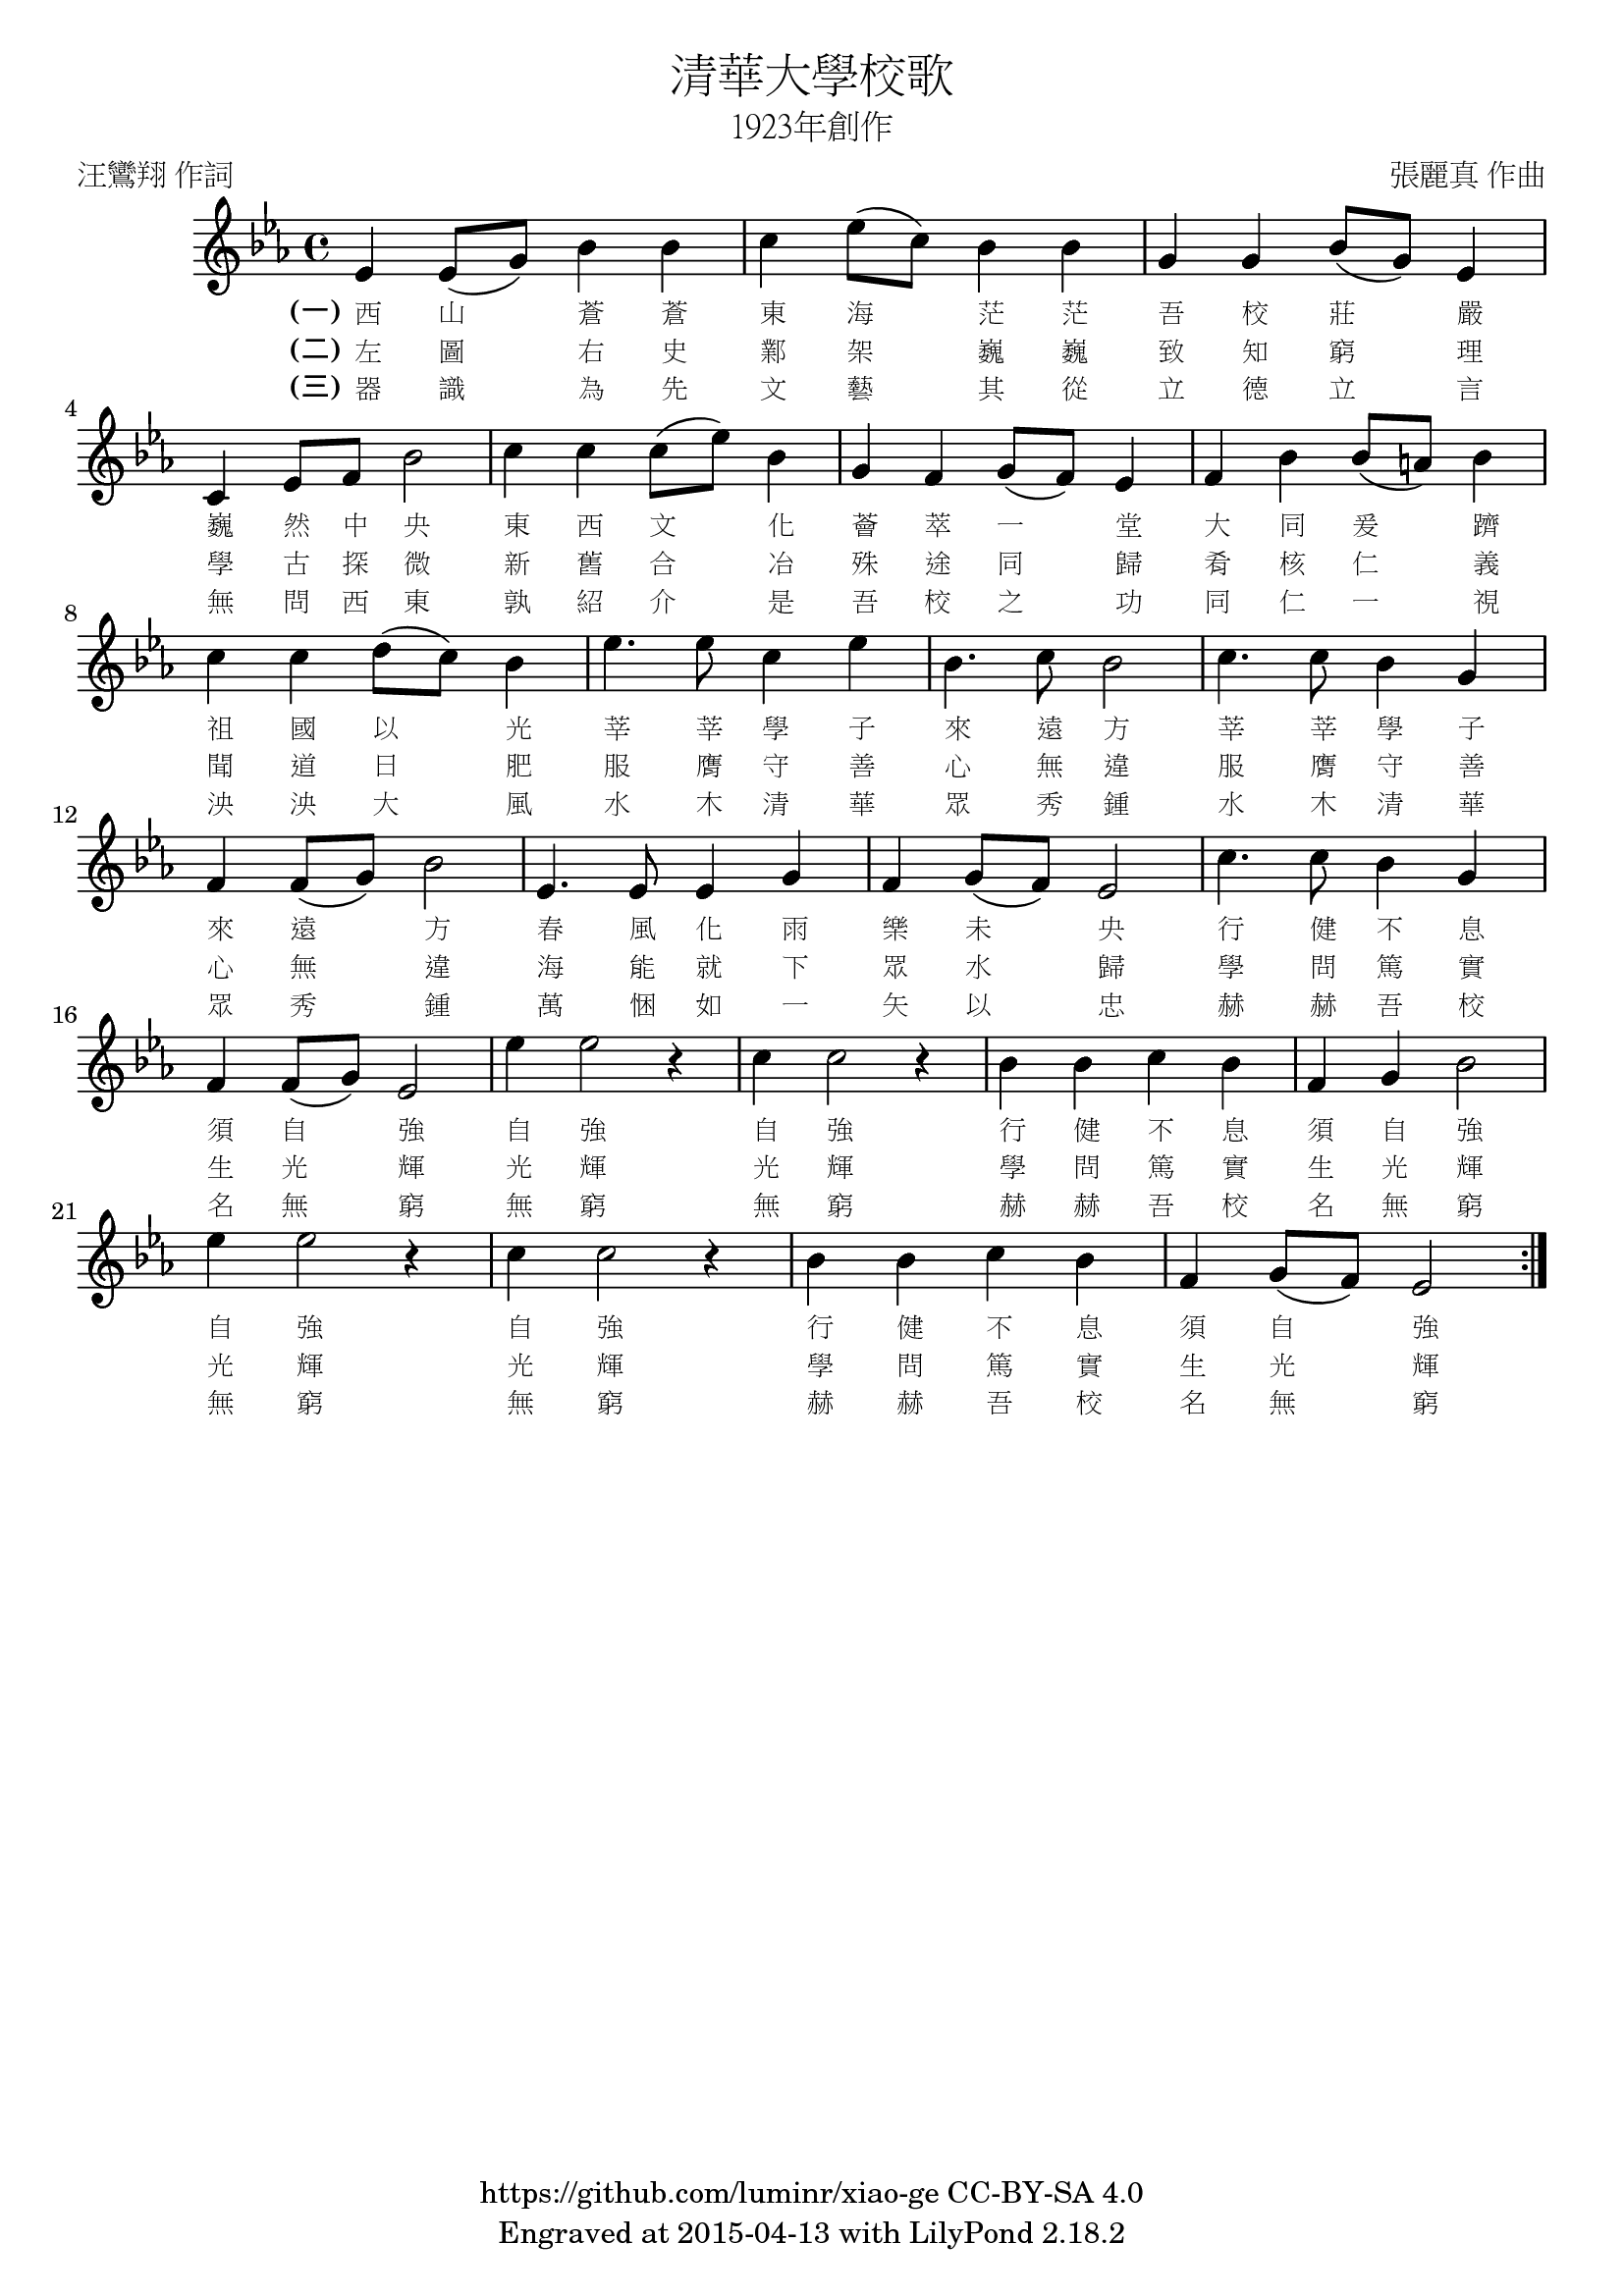 清華大學校歌
1923年創作
汪鸞翔 作詞
張麗真 作曲
(一) 西 山 蒼 蒼 東 海 茫 茫 吾 校 莊 嚴
(二) 左 圖 右 史 鄴 架 巍 巍 致 知 窮 理
(三) 器 識 為 先 文 藝 其 從 立 德 立 言
4
巍 然 中 央 東 西 文 化 薈 萃 一 堂 大 同 爰 躋
學 古 探 微 新 舊 合 冶 殊 途 同 歸 肴 核 仁 義
無 問 西 東 孰 紹 介 是 吾 校 之 功 同 仁 一 視
8
祖 國 以 光 莘 莘 學 子 來 遠 方 莘 莘 學 子
聞 道 日 肥 服 膺 守 善 心 無 違 服 膺 守 善
泱 泱 大 風 水 木 清 華 眾 秀 鍾 水 木 清 華
12
來 遠 方 春 風 化 雨 樂 未 央 行 健 不 息
心 無 違 海 能 就 下 眾 水 歸 學 問 篤 實
眾 秀 鍾 萬 悃 如 一 矢 以 忠 赫 赫 吾 校
16
須 自 強 自 強 自 強 行 健 不 息 須 自 強
生 光 輝 光 輝 光 輝 學 問 篤 實 生 光 輝
名 無 窮 無 窮 無 窮 赫 赫 吾 校 名 無 窮
21
自 強 自 強 行 健 不 息 須 自 強
光 輝 光 輝 學 問 篤 實 生 光 輝
無 窮 無 窮 赫 赫 吾 校 名 無 窮
https://github.com/luminr/xiao-ge CC-BY-SA 4.0
Engraved at 2015-04-13 with LilyPond 2.18.2